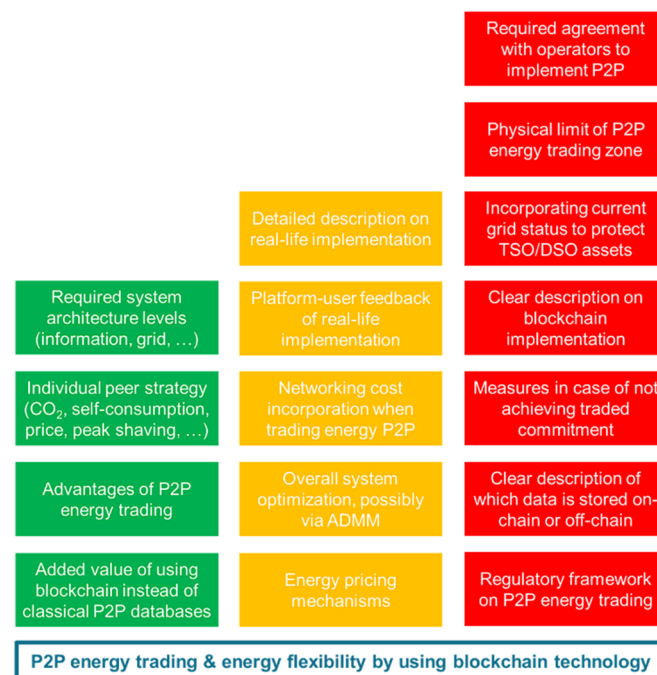 Required system
architecture levels
(information, grid, …)
Individual peer strategy
(CO₂, self-consumption,
price, peak shaving, …)
Advantages of P2P
energy trading
Added value of using
blockchain instead of
classical P2P databases
Detailed description on
real-life implementation
Platform-user feedback
of real-life
implementation
Networking cost
incorporation when
trading energy P2P
Overall system
optimization, possibly
via ADMM
Energy pricing
mechanisms
Required agreement
with operators to
implement P2P
Physical limit of P2P
energy trading zone
Incorporating current
grid status to protect
TSO/DSO assets
Clear description on
blockchain
implementation
Measures in case of not
achieving traded
commitment
Clear description of
which data is stored on-
chain or off-chain
Regulatory framework
on P2P energy trading
P2P energy trading & energy flexibility by using blockchain technology